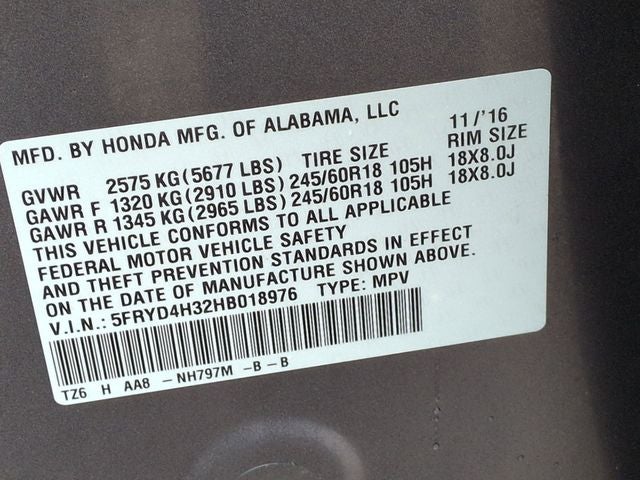 MFD. BY HONDA MFG. OF ALABAMA, LLC 11/'16
GVWR 2575 KG(5677 LBS) TIRE SIZE RIM SIZE
GAWR F 1320 KG(2910 LBS) 245/60R18 105H 18X8.0J
GAWR R 1345 KG(2965 LBS) 245/60R18 105H 18X8.0J
THIS VEHICLE CONFORMS TO ALL APPLICABLE
FEDERAL MOTOR VEHICLE SAFETY
AND THEFT PREVENTION STANDARDS IN EFFECT
ON THE DATE OF MANUFACTURE SHOWN ABOVE.
V.I.N.: 5FRYD4H32HB018976 TYPE: MPV
TZ6 H AA8 - NH797M -B - B